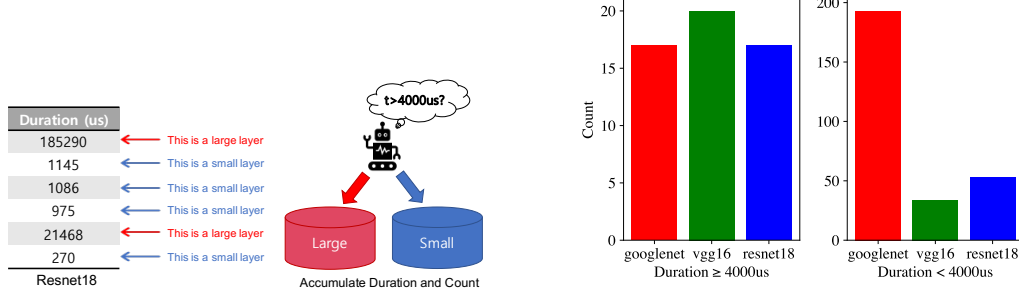 Duration (us)
185290
1145
1086
975
21468
270
Resnet18
This is a large layer
This is a small layer
This is a small layer
This is a small layer
This is a large layer
This is a small layer
t>4000us?
Large
Small
Accumulate Duration and Count
Count
20
15
10
5
0
googlenet vgg16 resnet18
Duration ≥ 4000us
200
150
100
50
0
googlenet vgg16 resnet18
Duration < 4000us